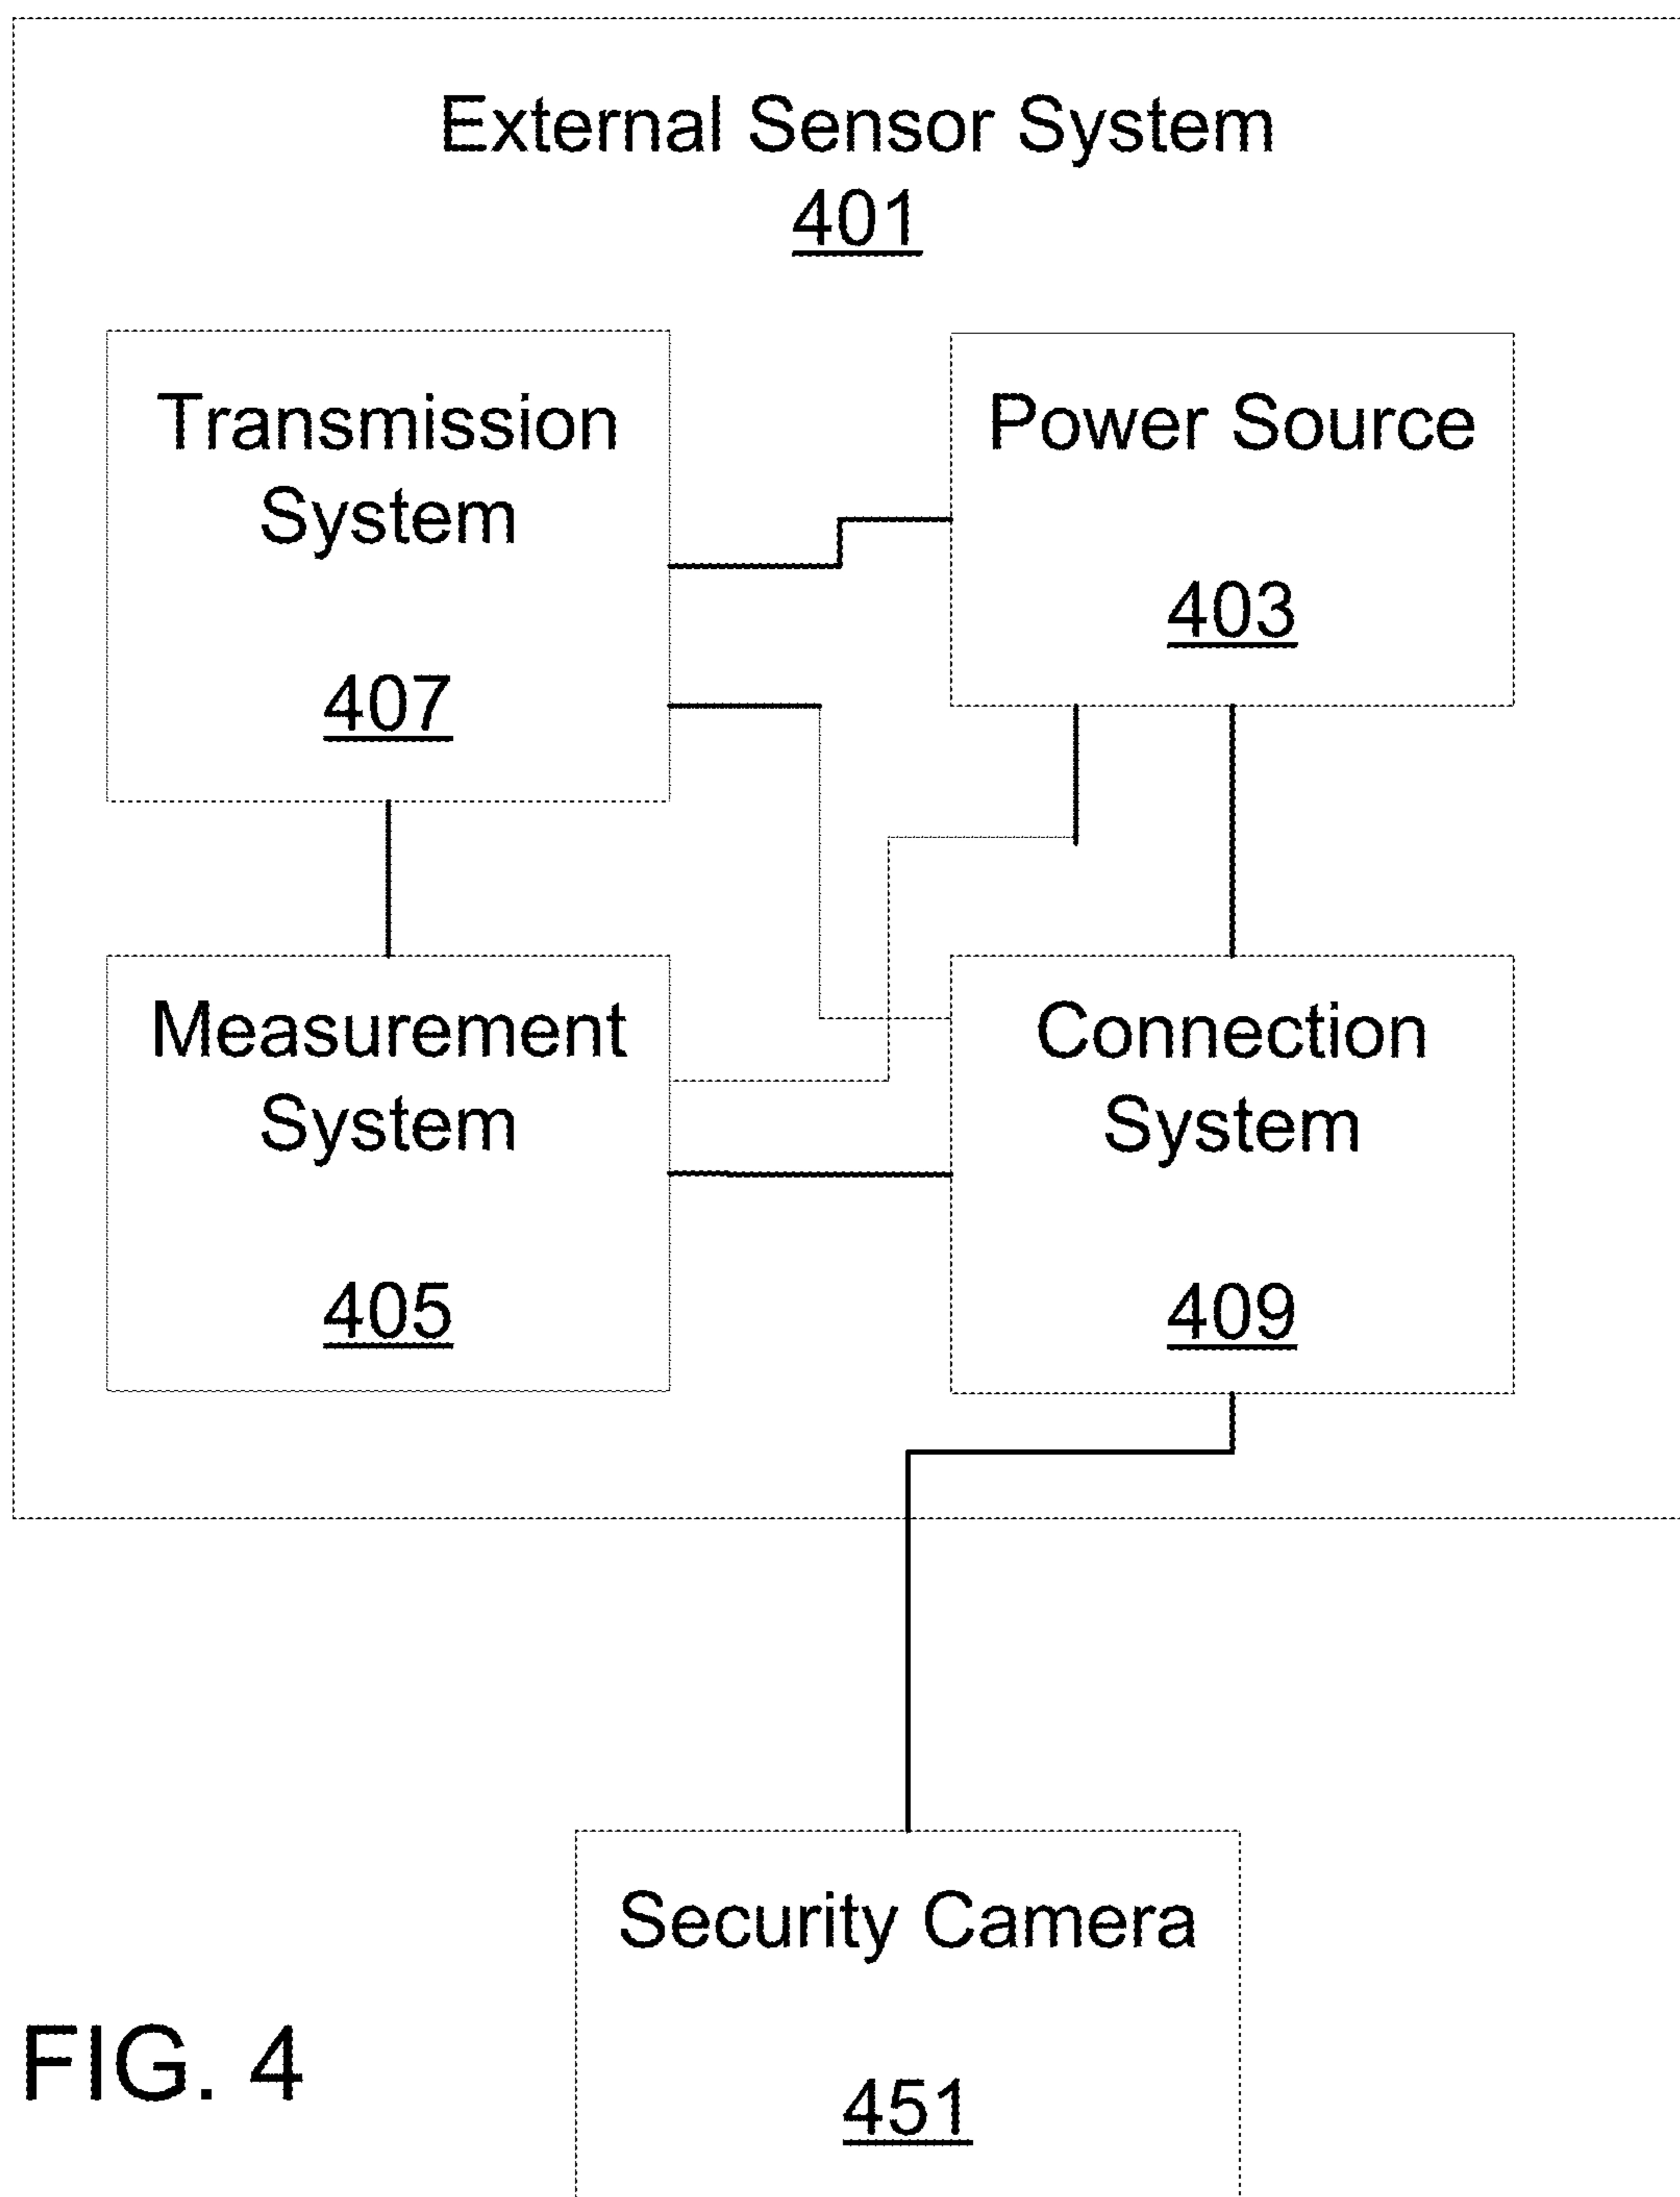 External Sensor System
401
Transmission
System
407
Power Source
403
Measurement
System
405
Connection
System
409
Security Camera
451
FIG. 4